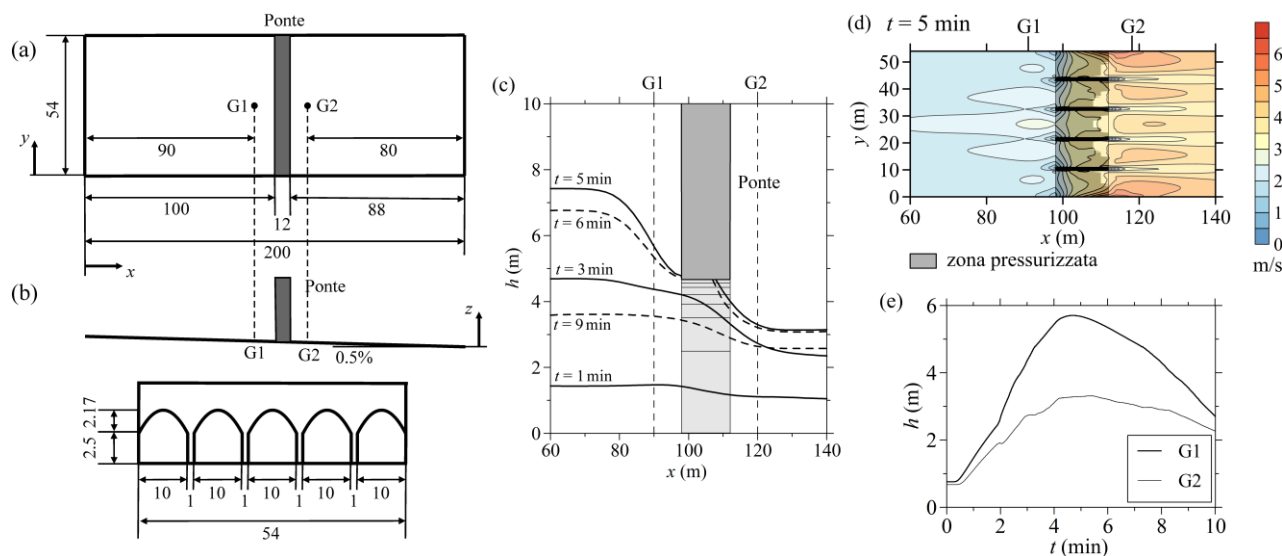 (a)
Ponte
54
G1
G2
90
80
y
100
12
88
200
x
(b)
Ponte
z
G1
G2
0.5%
2.17
2.5
10
10
10
10
10
1
1
1
1
54
(c)
G1
G2
10
8
6
4
2
0
h (m)
t = 5 min
t = 6 min
t = 3 min
t = 9 min
t = 1 min
Ponte
60 80 100 120 140
x (m)
(d) t = 5 min
G1
G2
50
40
30
20
10
0
y (m)
60 80 100 120 140
x (m)
6
5
4
3
2
1
0
m/s
zona pressurizzata
(e)
6
4
2
0
h (m)
G1
G2
0 2 4 6 8 10
t (min)